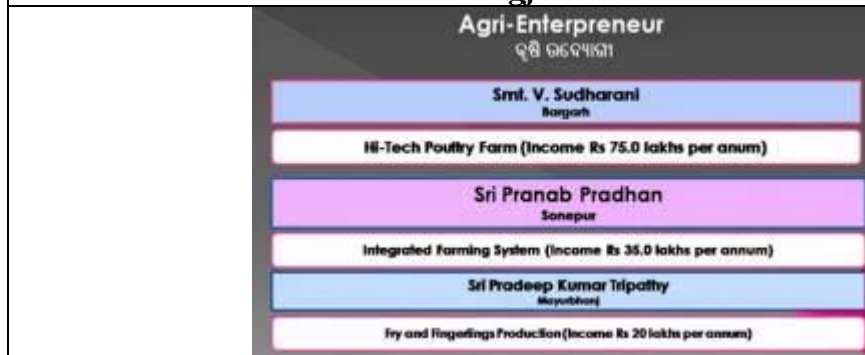 Agri-Enterpreneur
କୃଷି ଉଦ୍ୟୋଗୀ
Smt. V. Sudharani
Bargarh
Hi-Tech Poultry Farm (Income Rs 75.0 lakhs per anum)
Sri Pranab Pradhan
Sonepur
Integrated Farming System (Income Rs 35.0 lakhs per annum)
Sri Pradeep Kumar Tripathy
Mayurbhanj
Fry and Fingerlings Production(Income Rs 20 lakhs per annum)